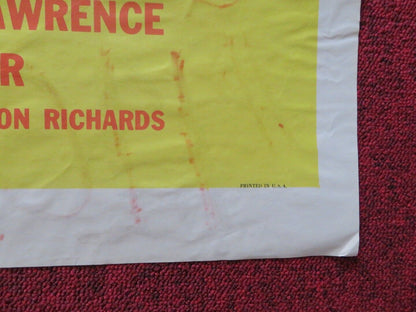 AWRENCE
R
ON RICHARDS
PRINTED IN U.S.A.